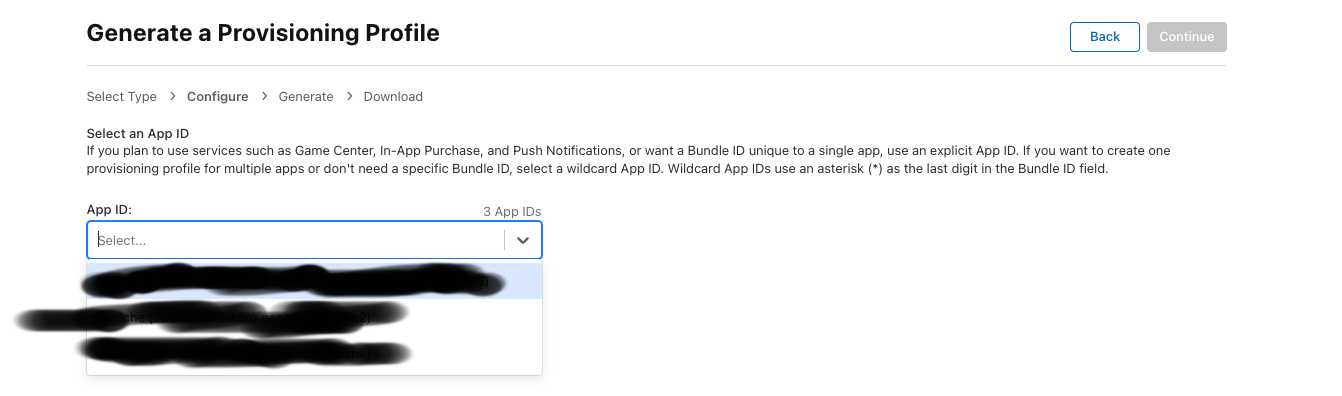 Generate a Provisioning Profile
Back
Continue
Select Type > Configure > Generate > Download
Select an App ID
If you plan to use services such as Game Center, In-App Purchase, and Push Notifications, or want a Bundle ID unique to a single app, use an explicit App ID. If you want to create one
provisioning profile for multiple apps or don't need a specific Bundle ID, select a wildcard App ID. Wildcard App IDs use an asterisk (*) as the last digit in the Bundle ID field.
App ID:
3 App IDs
Select...